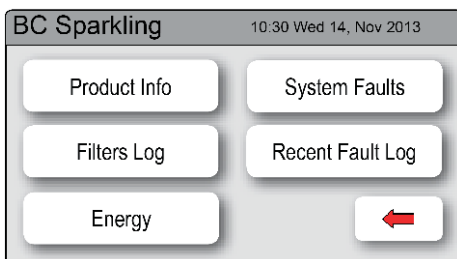 BC Sparkling 10:30 Wed 14, Nov 2013
Product Info System Faults
Filters Log Recent Fault Log
Energy